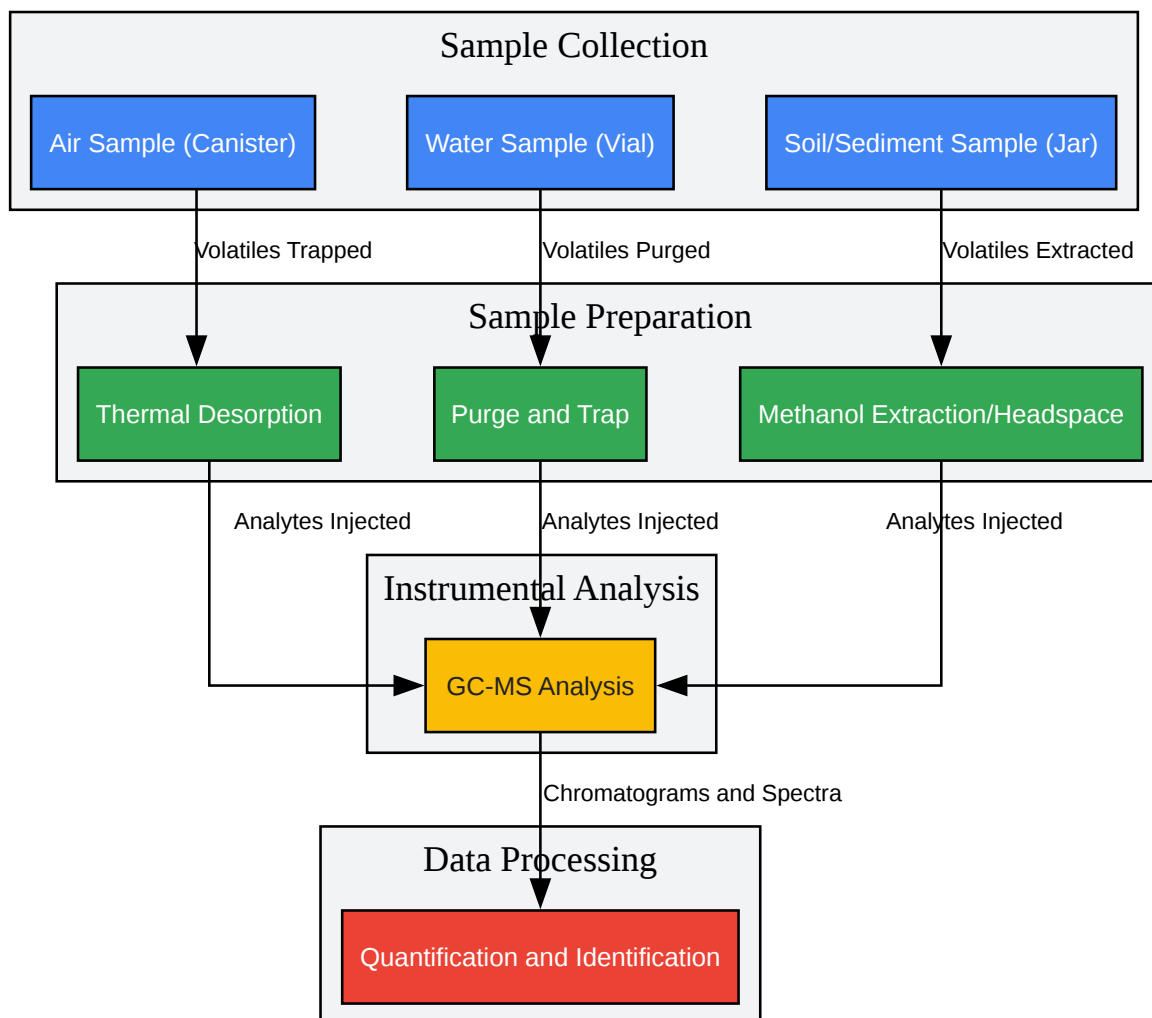 Sample Collection
Air Sample (Canister)
Water Sample (Vial)
Soil/Sediment Sample (Jar)
Volatiles Trapped
Volatiles Purged
Volatiles Extracted
Sample Preparation
Thermal Desorption
Purge and Trap
Methanol Extraction/Headspace
Analytes Injected
Analytes Injected
Analytes Injected
Instrumental Analysis
GC-MS Analysis
Chromatograms and Spectra
Data Processing
Quantification and Identification